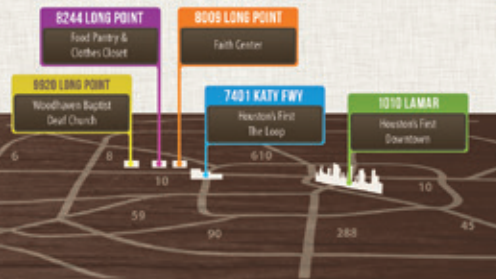 8244 LONG POINT
Food Pantry &
Clothes Closet
8009 LONG POINT
Faith Center
9920 LONG POINT
Woodhaven Baptist
Deaf Church
7401 KATY FWY
Houston's First
The Loop
1010 LAMAR
Houston's First
Downtown
6
8
610
10
10
59
90
288
45